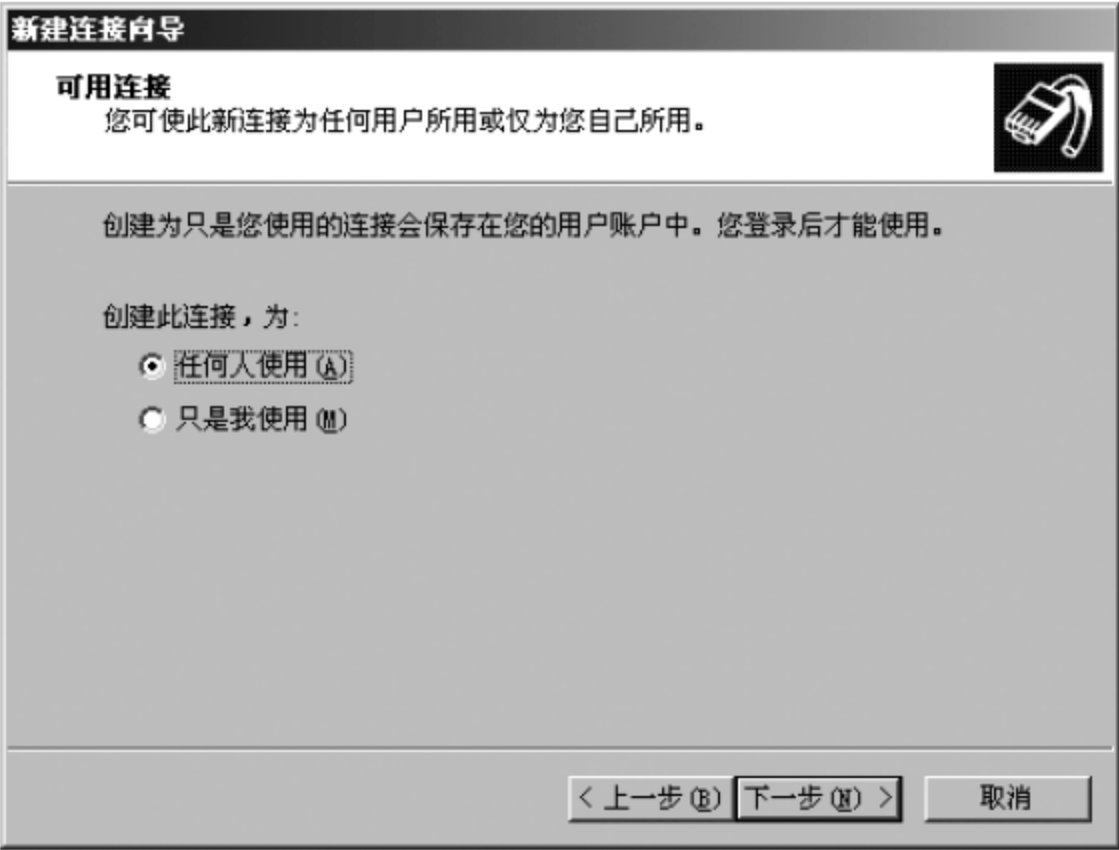 新建连接向导
可用连接
您可使此新连接为任何用户所用或仅为您自己所用。
创建为只是您使用的连接会保存在您的用户账户中。您登录后才能使用。
创建此连接，为:
任何人使用(A)
只是我使用(M)
< 上一步(B) 下一步(N) > 取消